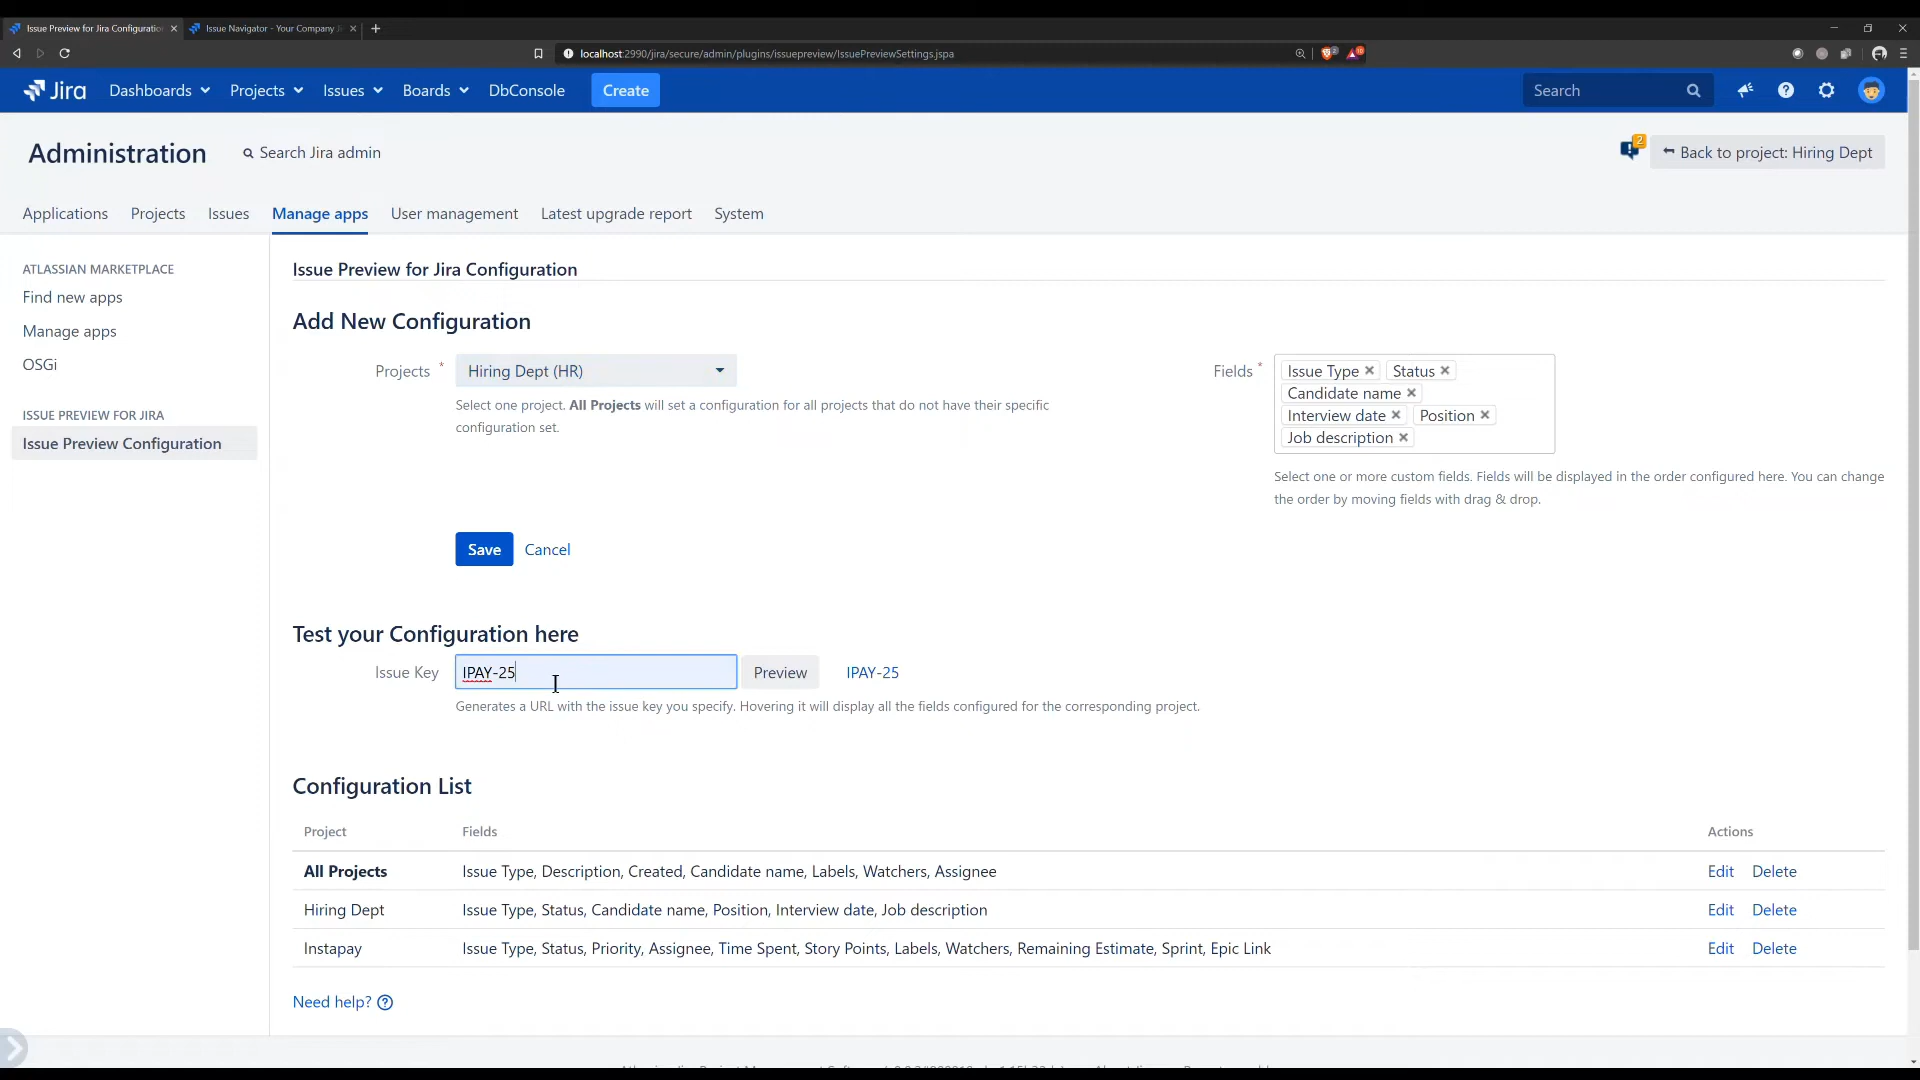 Issue Preview for Jira Configuratio
Issue Navigator - Your Company J
localhost:2990/jira/secure/admin/plugins/issuepreview/IssuePreviewSettings.jspa
Jira
Dashboards
Projects
Issues
Boards
DbConsole
Create
Search
Administration
Search Jira admin
2
Back to project: Hiring Dept
Applications
Projects
Issues
Manage apps
User management
Latest upgrade report
System
ATLASSIAN MARKETPLACE
Find new apps
Manage apps
OSGi
ISSUE PREVIEW FOR JIRA
Issue Preview Configuration
Issue Preview for Jira Configuration
Add New Configuration
Projects *
Hiring Dept (HR)
Select one project. All Projects will set a configuration for all projects that do not have their specific
configuration set.
Fields *
Issue Type Status
Candidate name
Interview date Position
Job description
Select one or more custom fields. Fields will be displayed in the order configured here. You can change
the order by moving fields with drag & drop.
Save
Cancel
Test your Configuration here
Issue Key
IPAY-25
Preview
IPAY-25
Generates a URL with the issue key you specify. Hovering it will display all the fields configured for the corresponding project.
Configuration List
Project Fields Actions
All Projects Issue Type, Description, Created, Candidate name, Labels, Watchers, Assignee Edit Delete
Hiring Dept Issue Type, Status, Candidate name, Position, Interview date, Job description Edit Delete
Instapay Issue Type, Status, Priority, Assignee, Time Spent, Story Points, Labels, Watchers, Remaining Estimate, Sprint, Epic Link Edit Delete
Need help?